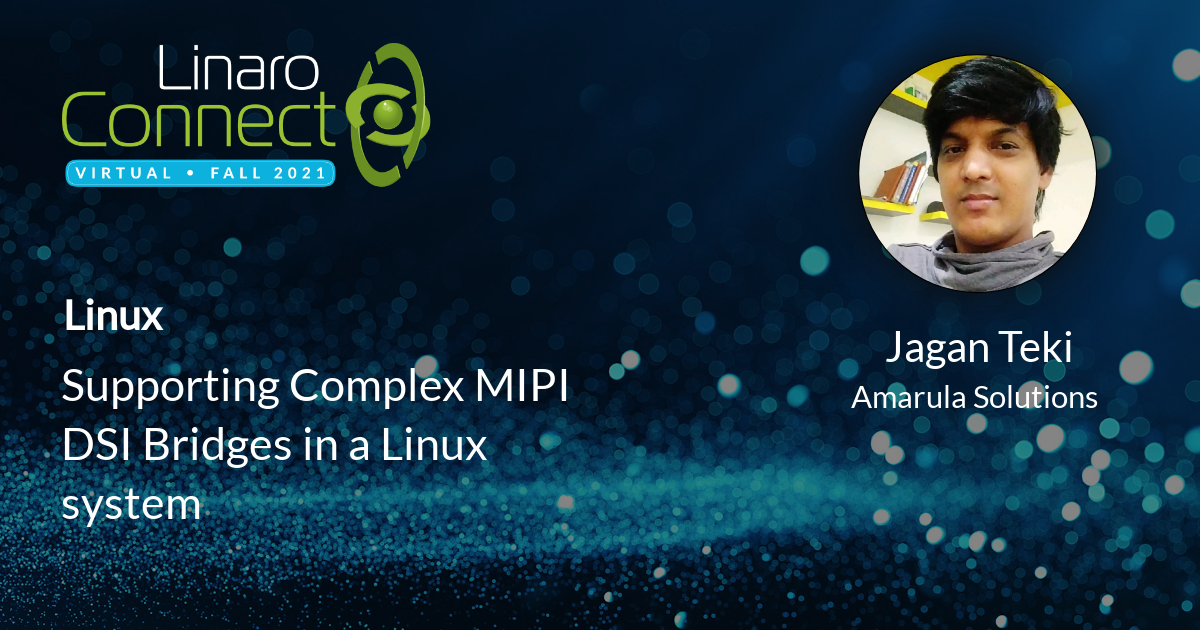 Linaro
Connect
VIRTUAL • FALL 2021
Linux
Supporting Complex MIPI
DSI Bridges in a Linux
system
Jagan Teki
Amarula Solutions